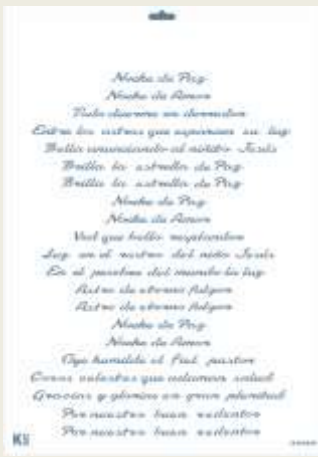 Noche de Paz
Noche de Amor
Todo duerme en derredor
Entre los astros que esparcen su luz
Bella anunciando al niñito Jesús
Brilla la estrella de Paz
Brilla la estrella de Paz
Noche de Paz
Noche de Amor
Ved que bello resplandor
Luz en el rostro del niño Jesús
En el pesebre del mundo la luz
Astro de eterno fulgor
Astro de eterno fulgor
Noche de Paz
Noche de Amor
Oye humilde el fiel pastor
Coros celestes que aclaman salud
Gracias y glorias en gran plenitud
Por nuestro buen redentor
Por nuestro buen redentor